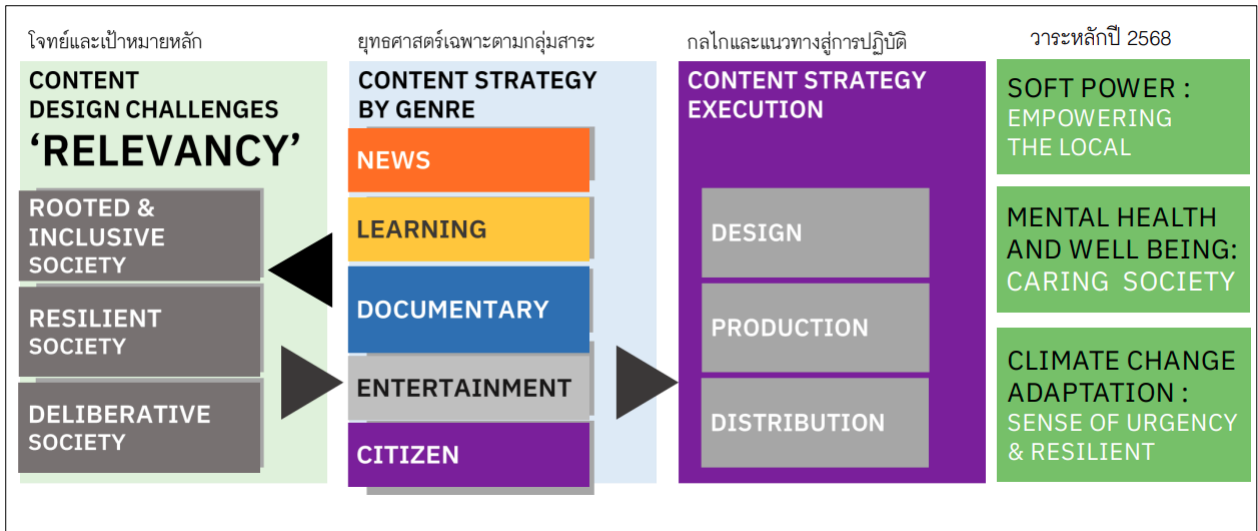 โจทย์และเป้าหมายหลัก
CONTENT
DESIGN CHALLENGES
‘RELEVANCY’
ROOTED &
INCLUSIVE
SOCIETY
RESILIENT
SOCIETY
DELIBERATIVE
SOCIETY
ยุทธศาสตร์เฉพาะตามกลุ่มสาระ
CONTENT STRATEGY
BY GENRE
NEWS
LEARNING
DOCUMENTARY
ENTERTAINMENT
CITIZEN
กลไกและแนวทางสู่การปฏิบัติ
CONTENT STRATEGY
EXECUTION
DESIGN
PRODUCTION
DISTRIBUTION
วาระหลักปี 2568
SOFT POWER :
EMPOWERING
THE LOCAL
MENTAL HEALTH
AND WELL BEING:
CARING SOCIETY
CLIMATE CHANGE
ADAPTATION :
SENSE OF URGENCY
& RESILIENT